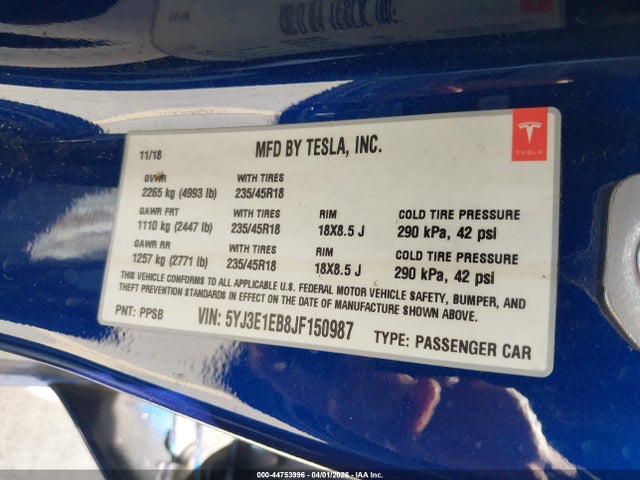 MFD BY TESLA, INC.
11/18
TESLA
GVWR WITH TIRES
2265 kg (4993 lb) 235/45R18
GAWR FRT WITH TIRES RIM COLD TIRE PRESSURE
1110 kg (2447 lb) 235/45R18 18X8.5 J 290 kPa, 42 psi
GAWR RR WITH TIRES RIM COLD TIRE PRESSURE
1257 kg (2771 lb) 235/45R18 18X8.5 J 290 kPa, 42 psi
THIS VEHICLE CONFORMS TO ALL APPLICABLE U.S. FEDERAL MOTOR VEHICLE SAFETY, BUMPER, AND
THEFT PREVENTION STANDARDS IN EFFECT ON THE DATE OF MANUFACTURE SHOWN ABOVE.
PNT: PPSB VIN: 5YJ3E1EB8JF150987 TYPE: PASSENGER CAR
000-44753996 - 04/01/2026 - IAA Inc.